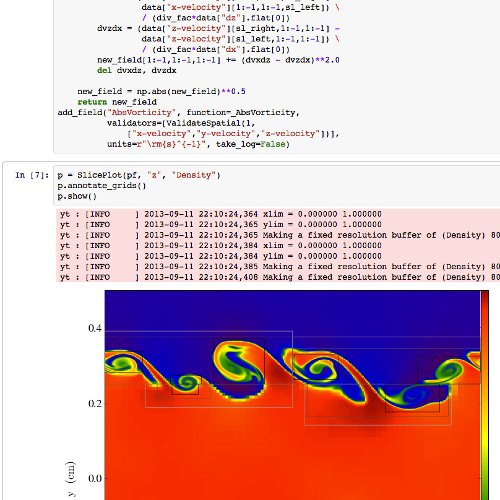 data["x-velocity"][1:-1,1:-1,sl_left]) \
/ (div_fac*data["dz"].flat[0])
dvzdx = (data["z-velocity"][sl_right,1:-1,1:-1] -
data["z-velocity"][sl_left,1:-1,1:-1]) \
/ (div_fac*data["dx"].flat[0])
new_field[1:-1,1:-1,1:-1] += (dvxdz - dvzdx)**2.0
del dvxdz, dvzdx
new_field = np.abs(new_field)**0.5
return new_field
add_field("AbsVorticity", function=_AbsVorticity,
validators=[ValidateSpatial(1,
["x-velocity","y-velocity","z-velocity"])],
units=r"\rm{s}^{-1}", take_log=False)
In [7]: p = SlicePlot(pf, "z", "Density")
p.annotate_grids()
p.show()
yt : [INFO ] 2013-09-11 22:10:24,364 xlim = 0.000000 1.000000
yt : [INFO ] 2013-09-11 22:10:24,365 ylim = 0.000000 1.000000
yt : [INFO ] 2013-09-11 22:10:24,365 Making a fixed resolution buffer of (Density) 80
yt : [INFO ] 2013-09-11 22:10:24,384 xlim = 0.000000 1.000000
yt : [INFO ] 2013-09-11 22:10:24,384 ylim = 0.000000 1.000000
yt : [INFO ] 2013-09-11 22:10:24,385 Making a fixed resolution buffer of (Density) 80
yt : [INFO ] 2013-09-11 22:10:24,408 Making a fixed resolution buffer of (Density) 80
0.4
0.2
0.0
y (cm)